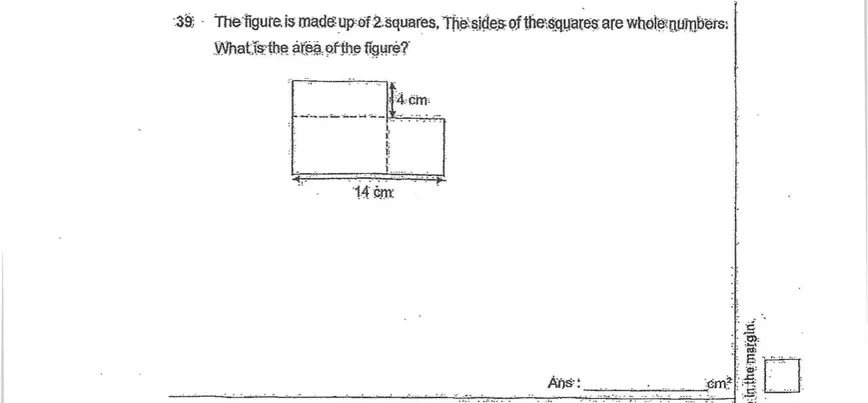 39. The figure is made up of 2 squares. The sides of the squares are whole numbers.
What is the area of the figure?
4 cm
14 cm
Ans : ____________ cm²
in the margin.